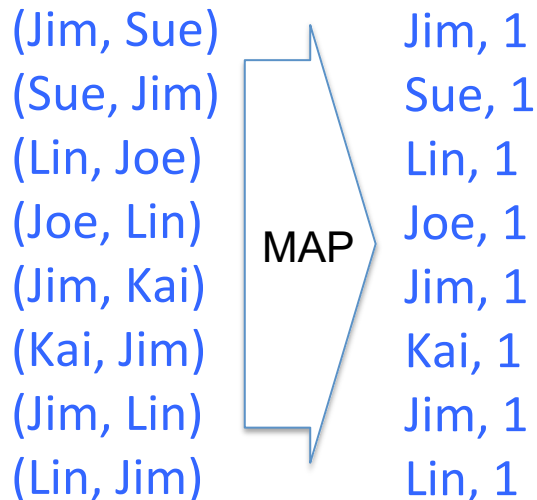 (Jim, Sue)
(Sue, Jim)
(Lin, Joe)
(Joe, Lin)
(Jim, Kai)
(Kai, Jim)
(Jim, Lin)
(Lin, Jim)
MAP
Jim, 1
Sue, 1
Lin, 1
Joe, 1
Jim, 1
Kai, 1
Jim, 1
Lin, 1